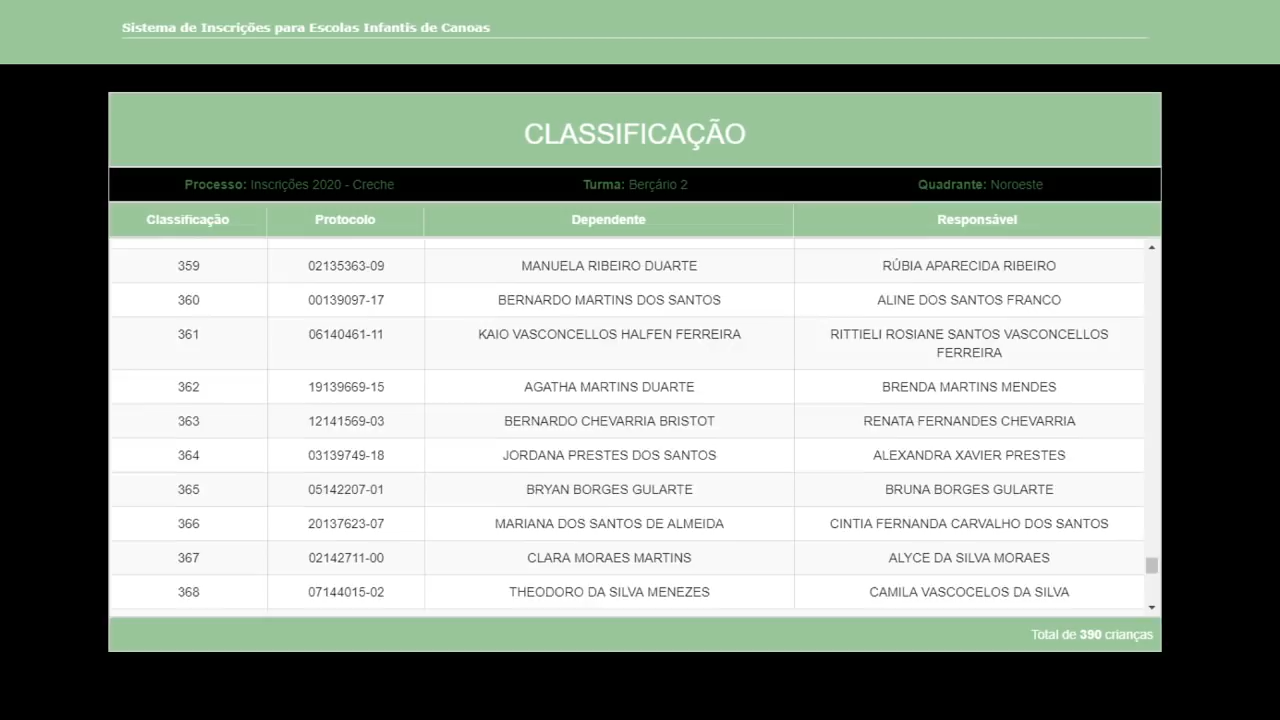 Sistema de Inscrições para Escolas Infantis de Canoas
CLASSIFICAÇÃO
Processo: Inscrições 2020 - Creche Turma: Berçário 2 Quadrante: Noroeste
Classificação Protocolo Dependente Responsável
359 02135363-09 MANUELA RIBEIRO DUARTE RÚBIA APARECIDA RIBEIRO
360 00139097-17 BERNARDO MARTINS DOS SANTOS ALINE DOS SANTOS FRANCO
361 06140461-11 KAIO VASCONCELLOS HALFEN FERREIRA RITTIELI ROSIANE SANTOS VASCONCELLOS
FERREIRA
362 19139669-15 AGATHA MARTINS DUARTE BRENDA MARTINS MENDES
363 12141569-03 BERNARDO CHEVARRIA BRISTOT RENATA FERNANDES CHEVARRIA
364 03139749-18 JORDANA PRESTES DOS SANTOS ALEXANDRA XAVIER PRESTES
365 05142207-01 BRYAN BORGES GULARTE BRUNA BORGES GULARTE
366 20137623-07 MARIANA DOS SANTOS DE ALMEIDA CINTIA FERNANDA CARVALHO DOS SANTOS
367 02142711-00 CLARA MORAES MARTINS ALYCE DA SILVA MORAES
368 07144015-02 THEODORO DA SILVA MENEZES CAMILA VASCOCELOS DA SILVA
Total de 390 crianças